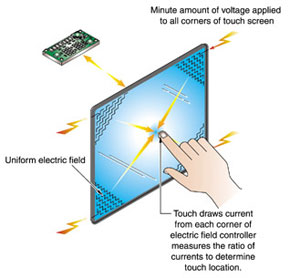 Minute amount of voltage applied
to all corners of touch screen
Uniform electric field
Touch draws current
from each corner of
electric field controller
measures the ratio of
currents to determine
touch location.